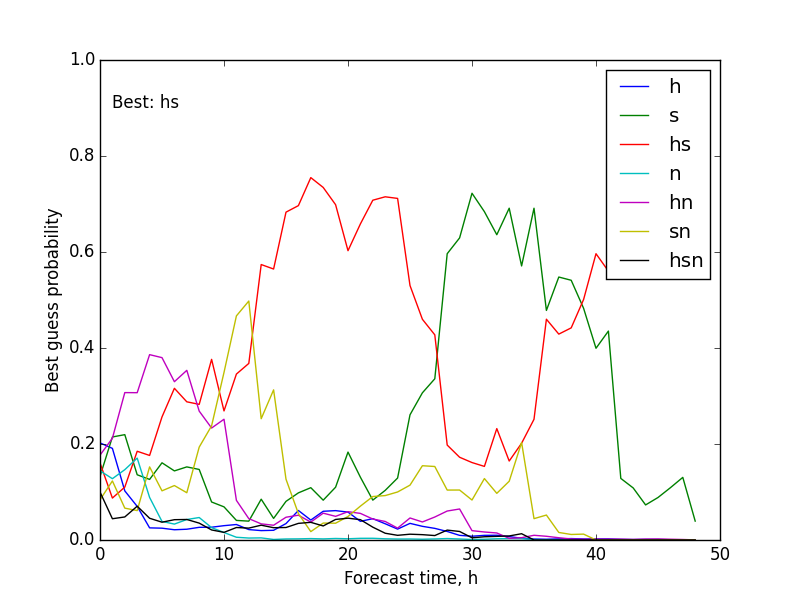 Best: hs
h
s
hs
n
hn
sn
hsn
1.0
0.8
0.6
0.4
0.2
0.0
0
10
20
30
40
50
Best guess probability
Forecast time, h